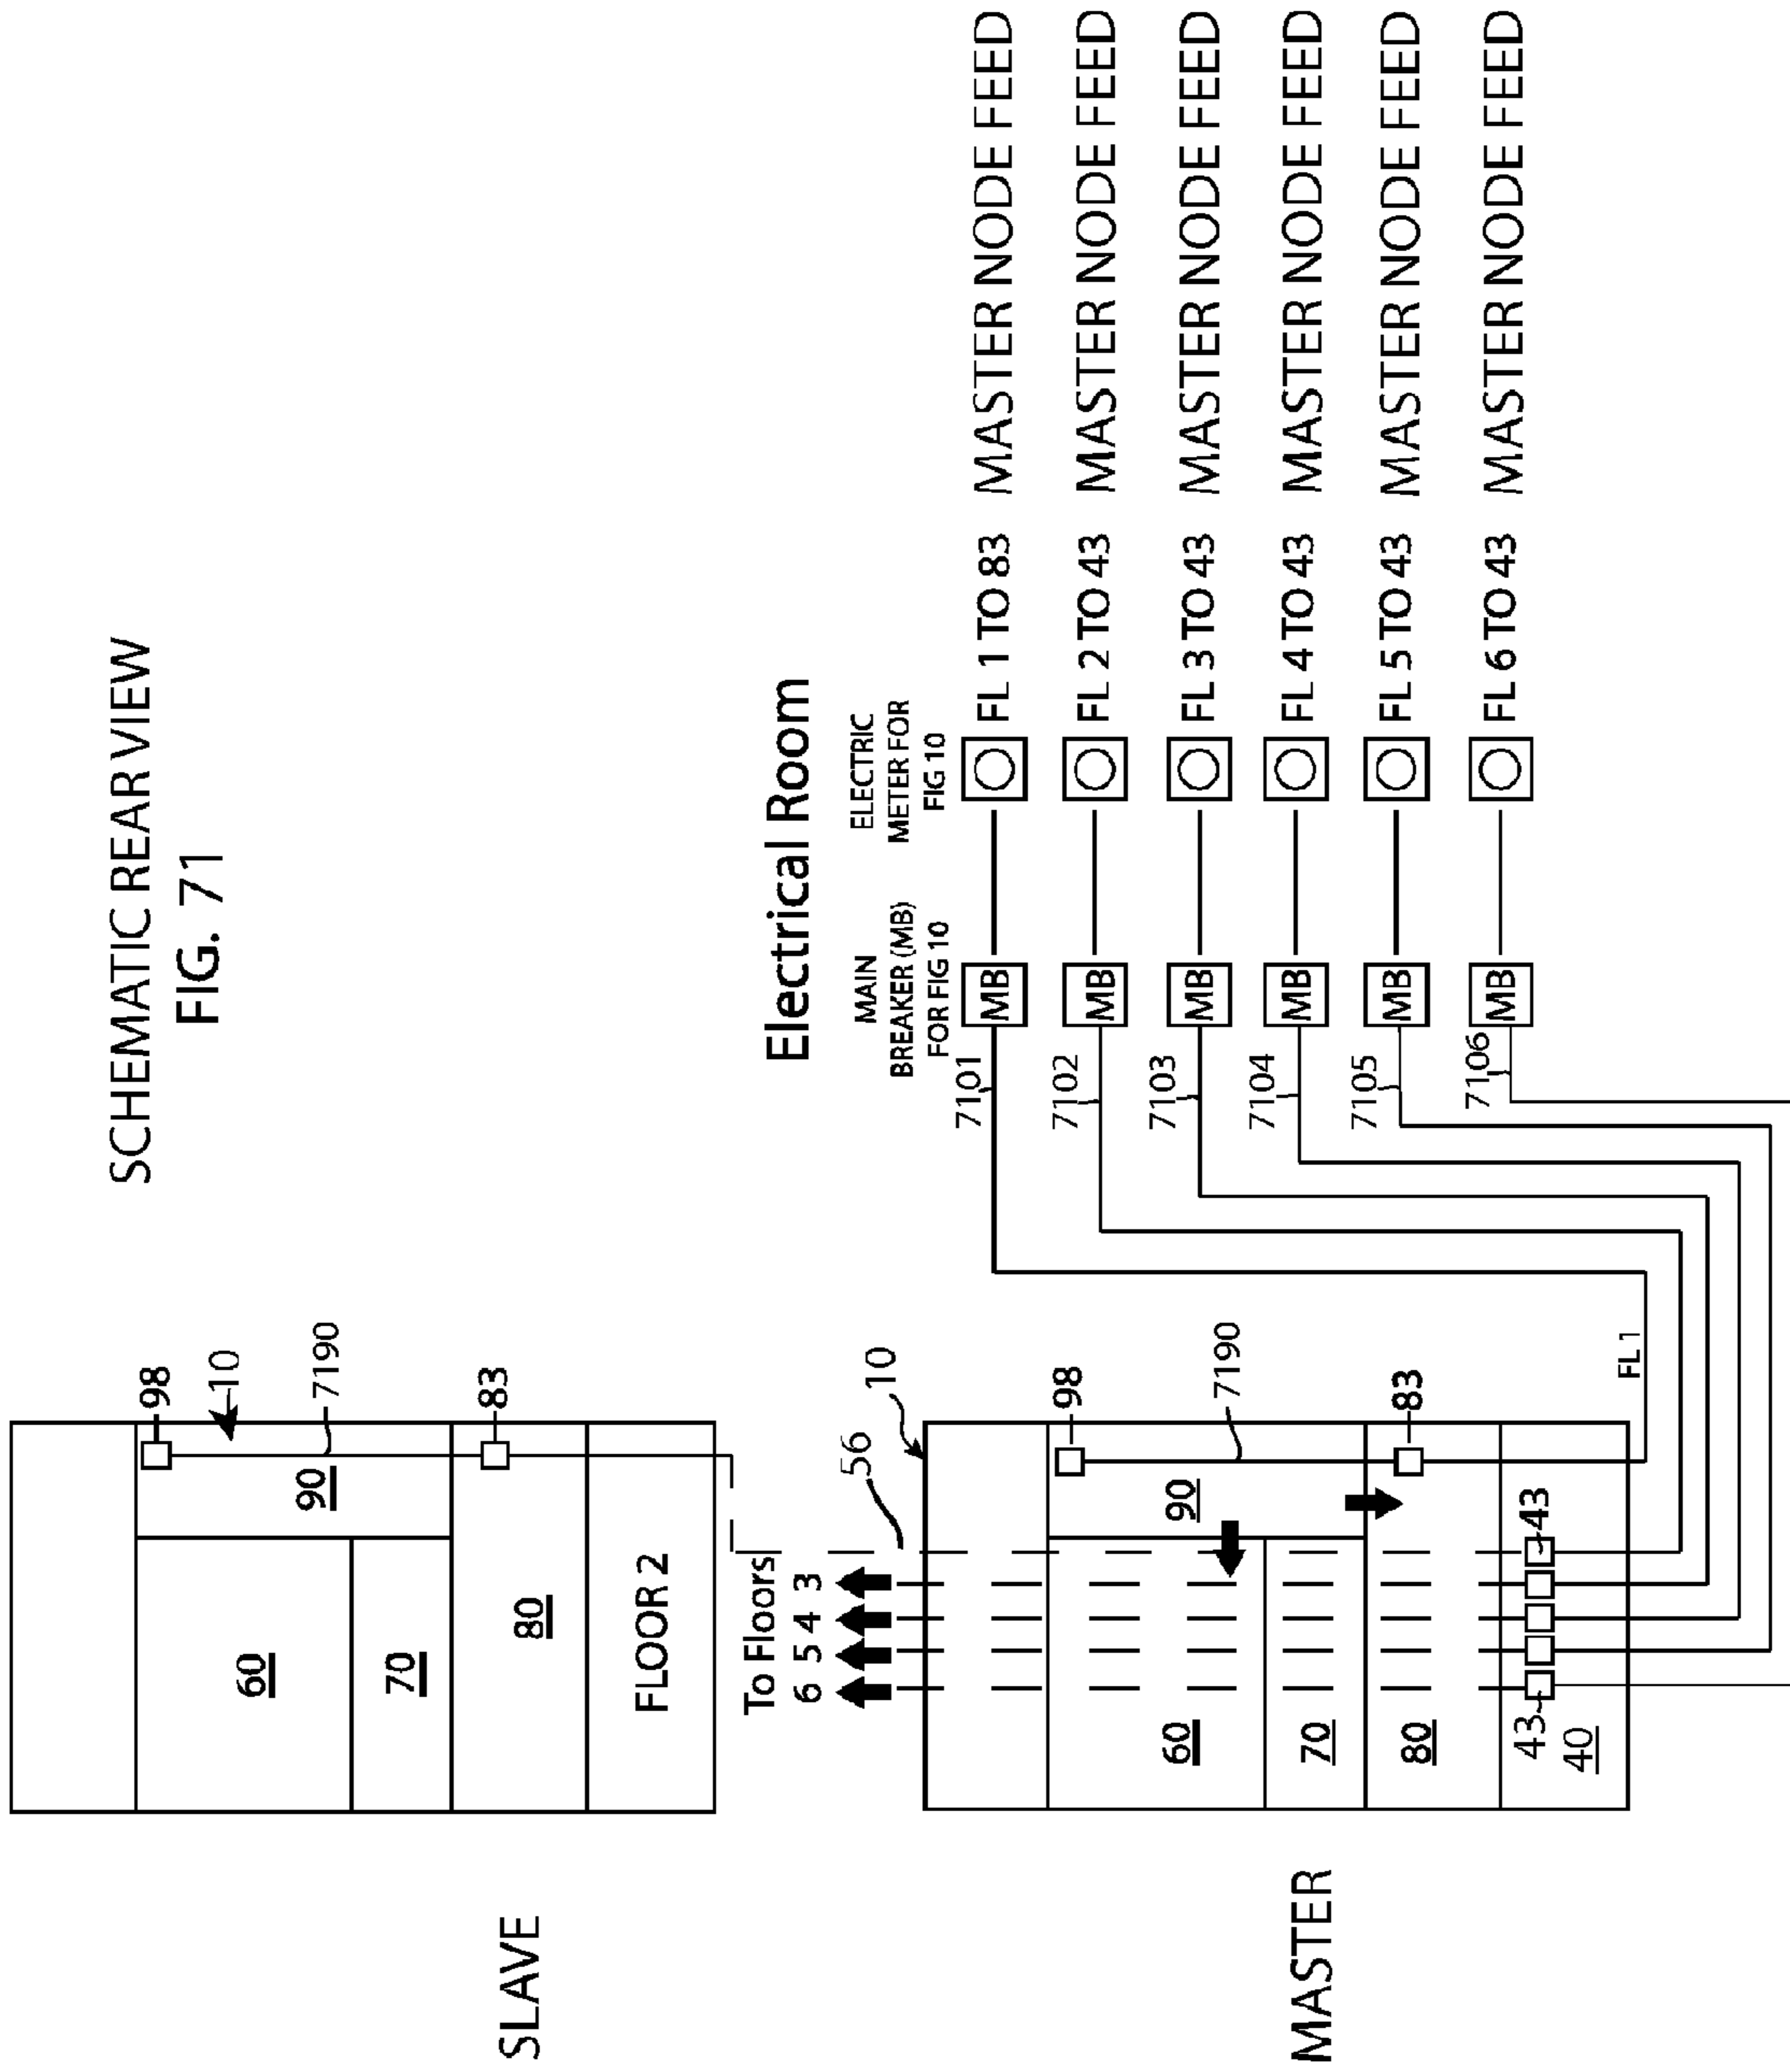 SCHEMATIC REAR VIEW
FIG. 71
SLAVE
98
10
7190
90
60
70
83
80
FLOOR 2
To Floors
6 5 4 3
56
10
MASTER
98
7190
90
60
70
83
80
43
43
40
FL 1
Electrical Room
MAIN
BREAKER (MB)
FOR FIG 10
ELECTRIC
METER FOR
FIG 10
7101 MB FL 1 TO 83 MASTER NODE FEED
7102 MB FL 2 TO 43 MASTER NODE FEED
7103 MB FL 3 TO 43 MASTER NODE FEED
7104 MB FL 4 TO 43 MASTER NODE FEED
7105 MB FL 5 TO 43 MASTER NODE FEED
7106 MB FL 6 TO 43 MASTER NODE FEED